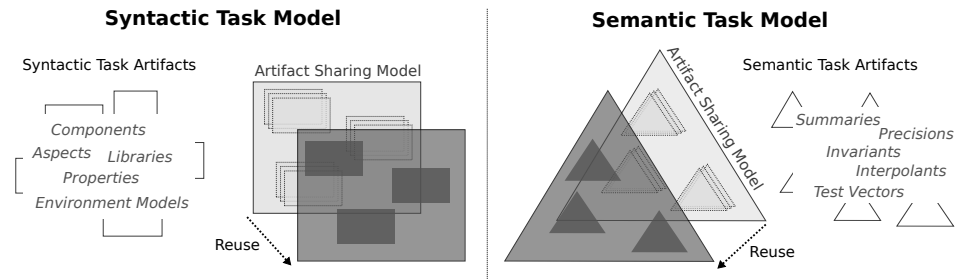 Syntactic Task Model
Syntactic Task Artifacts
Components
Aspects
Libraries
Properties
Environment Models
Artifact Sharing Model
Reuse
Semantic Task Model
Artifact Sharing Model
Reuse
Semantic Task Artifacts
Summaries
Precisions
Invariants
Interpolants
Test Vectors